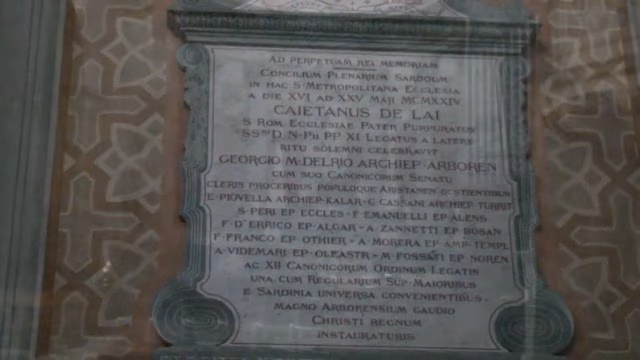 AD PERPETUAM REI MEMORIAM
CONCILIUM PLENARIUM SARDOUM
IN HAC S·METROPOLITANA ECCLESIA
A DIE XVI AD XXV MAII MCMXXIV
CAIETANUS DE LAI
S·ROM ECCLESIAE PATER PURPURATUS
SS^MI D·N·PII PP·XI LEGATUS A LATERE
RITU SOLEMNI CELEBRAVIT
GEORGIO M·DELRIO ARCHIEP·ARBOREN
CUM SUO CANONICORUM SENATU
CLERIS PROCERIBUS POPULOQUE ARISTANEN GESTIENTIBUS
E·PIOVELLA ARCHIEP·KALAR·C·CASSANI ARCHIEP·TURRIT
S·PERI EP·ECCLES·F·EMANUELLI EP·ALENS
F·D'ERRICO EP·ALGAR·A·ZANNETTI EP·BOSAN
F·FRANCO EP·OTHIER·A·MORERA EP·AMP·TEMPL
A·VIDEMARI EP·OLEASTR·M·FOSSATI EP·NOREN
AC XII CANONICORUM ORDINUM LEGATIS
UNA CUM REGULARIUM SUP·MAIORIBUS
E SARDINIA UNIVERSA CONVENIENTIBUS
MAGNO ARBORENSIUM GAUDIO
CHRISTI REGNUM
INSTAURATURIS